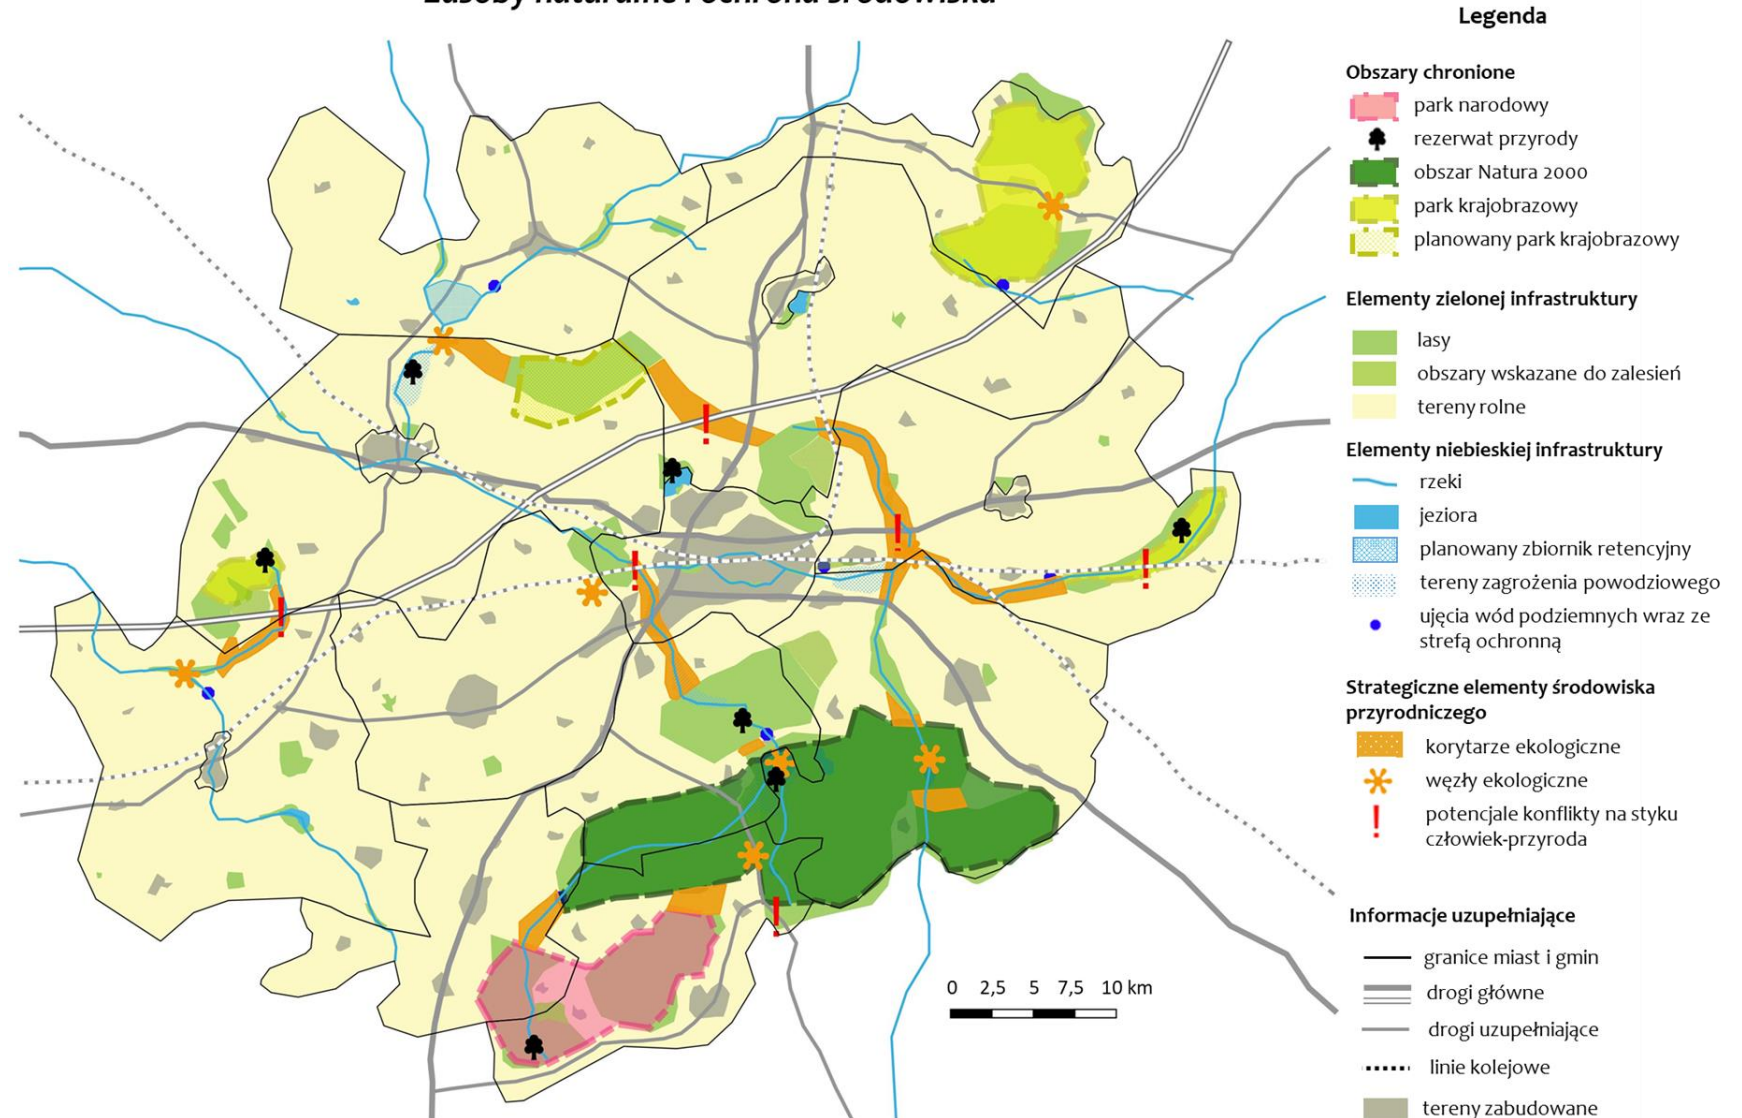 Zasoby naturalne i ochrona środowiska
Legenda
Obszary chronione
park narodowy
rezerwat przyrody
obszar Natura 2000
park krajobrazowy
planowany park krajobrazowy
Elementy zielonej infrastruktury
lasy
obszary wskazane do zalesień
tereny rolne
Elementy niebieskiej infrastruktury
rzeki
jeziora
planowany zbiornik retencyjny
tereny zagrożenia powodziowego
ujęcia wód podziemnych wraz ze
strefą ochronną
Strategiczne elementy środowiska
przyrodniczego
korytarze ekologiczne
węzły ekologiczne
potencjale konflikty na styku
człowiek-przyroda
Informacje uzupełniające
granice miast i gmin
drogi główne
drogi uzupełniające
linie kolejowe
tereny zabudowane
0 2,5 5 7,5 10 km